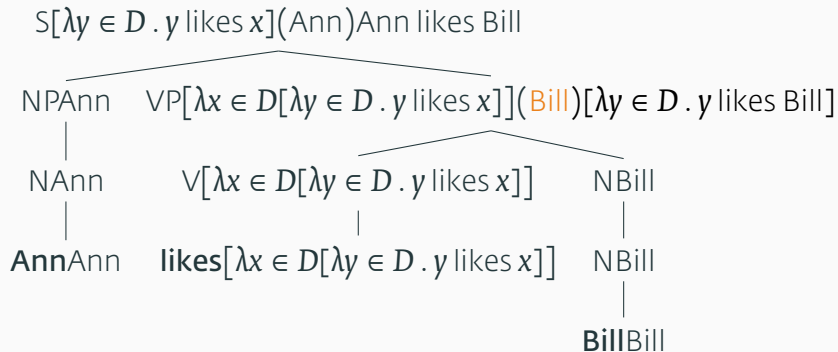 S[λy ∈ D . y likes x](Ann)Ann likes Bill
NPAnn VP[λx ∈ D[λy ∈ D . y likes x]](Bill)[λy ∈ D . y likes Bill]
NAnn V[λx ∈ D[λy ∈ D . y likes x]] NBill
AnnAnn likes[λx ∈ D[λy ∈ D . y likes x]] NBill
BillBill